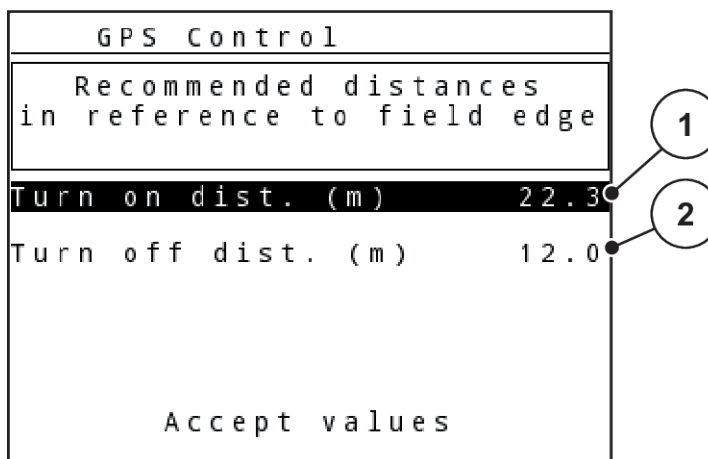 GPS Control
Recommended distances
in reference to field edge
Turn on dist. (m) 22.3
1
Turn off dist. (m) 12.0
2
Accept values